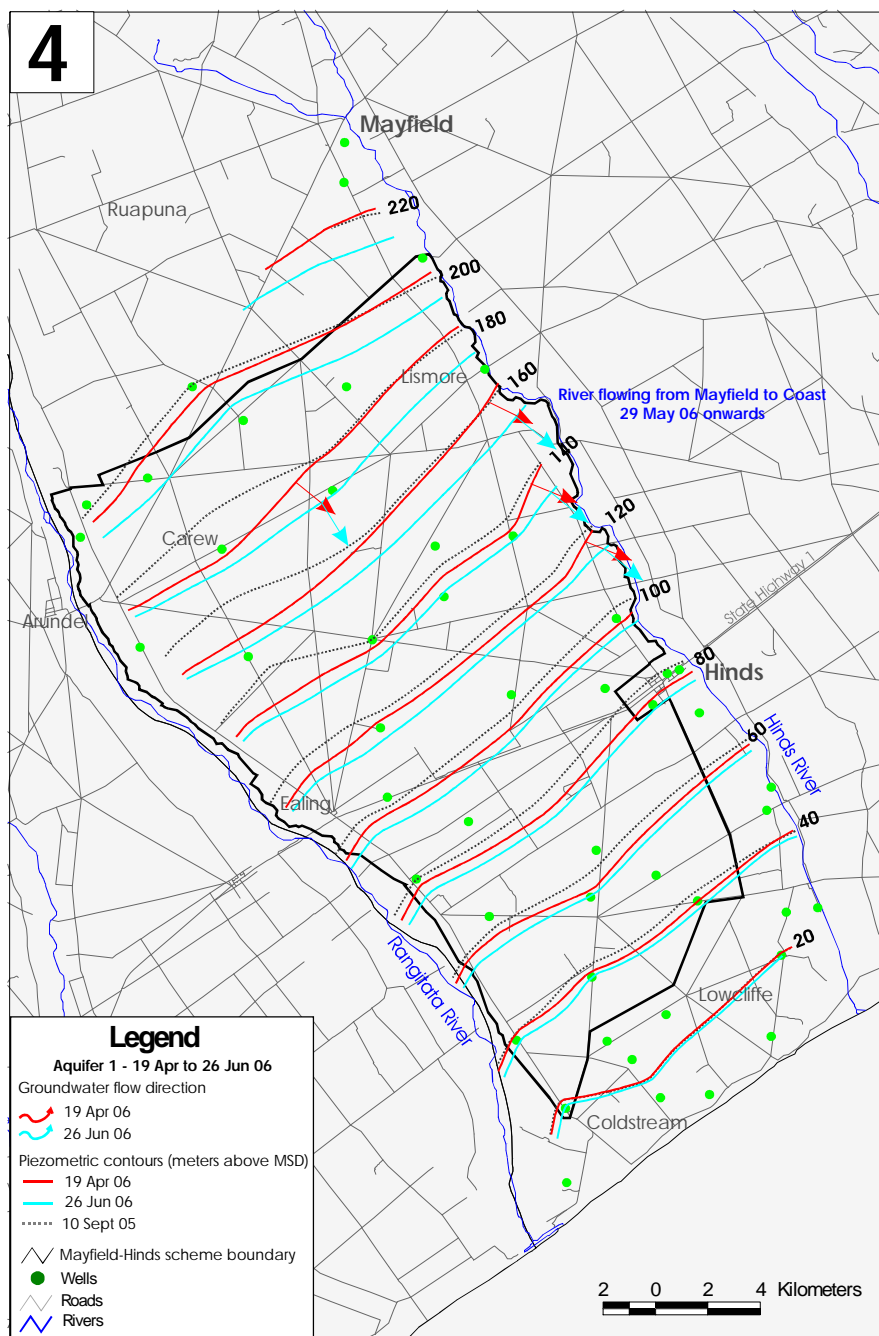 4
Mayfield
Ruapuna
220
200
180
Lismore
160
River flowing from Mayfield to Coast
29 May 06 onwards
140
120
Carew
State Highway 1
100
Arundel
80
Hinds
Hinds River
60
Ealing
40
20
Rangitata River
Lowcliffe
Coldstream
Legend
Aquifer 1 - 19 Apr to 26 Jun 06
Groundwater flow direction
19 Apr 06
26 Jun 06
Piezometric contours (meters above MSD)
19 Apr 06
26 Jun 06
10 Sept 05
Mayfield-Hinds scheme boundary
Wells
Roads
Rivers
2 0 2 4 Kilometers